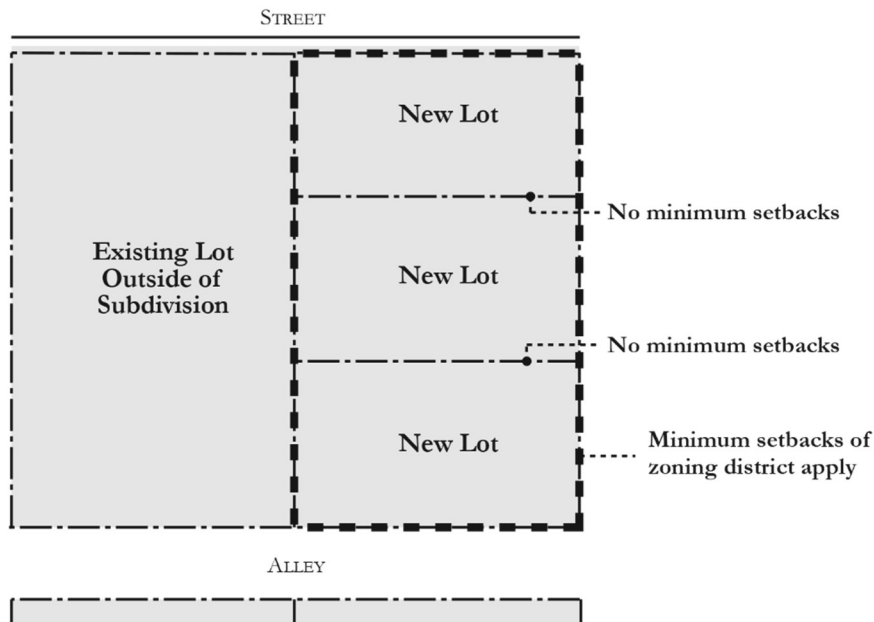 STREET
New Lot
No minimum setbacks
Existing Lot
Outside of
Subdivision
New Lot
No minimum setbacks
New Lot
Minimum setbacks of
zoning district apply
ALLEY